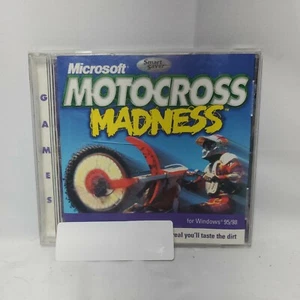 Smart Saver
Microsoft
MOTOCROSS
MADNESS
GAMES
for Windows 95/98
real you'll taste the dirt